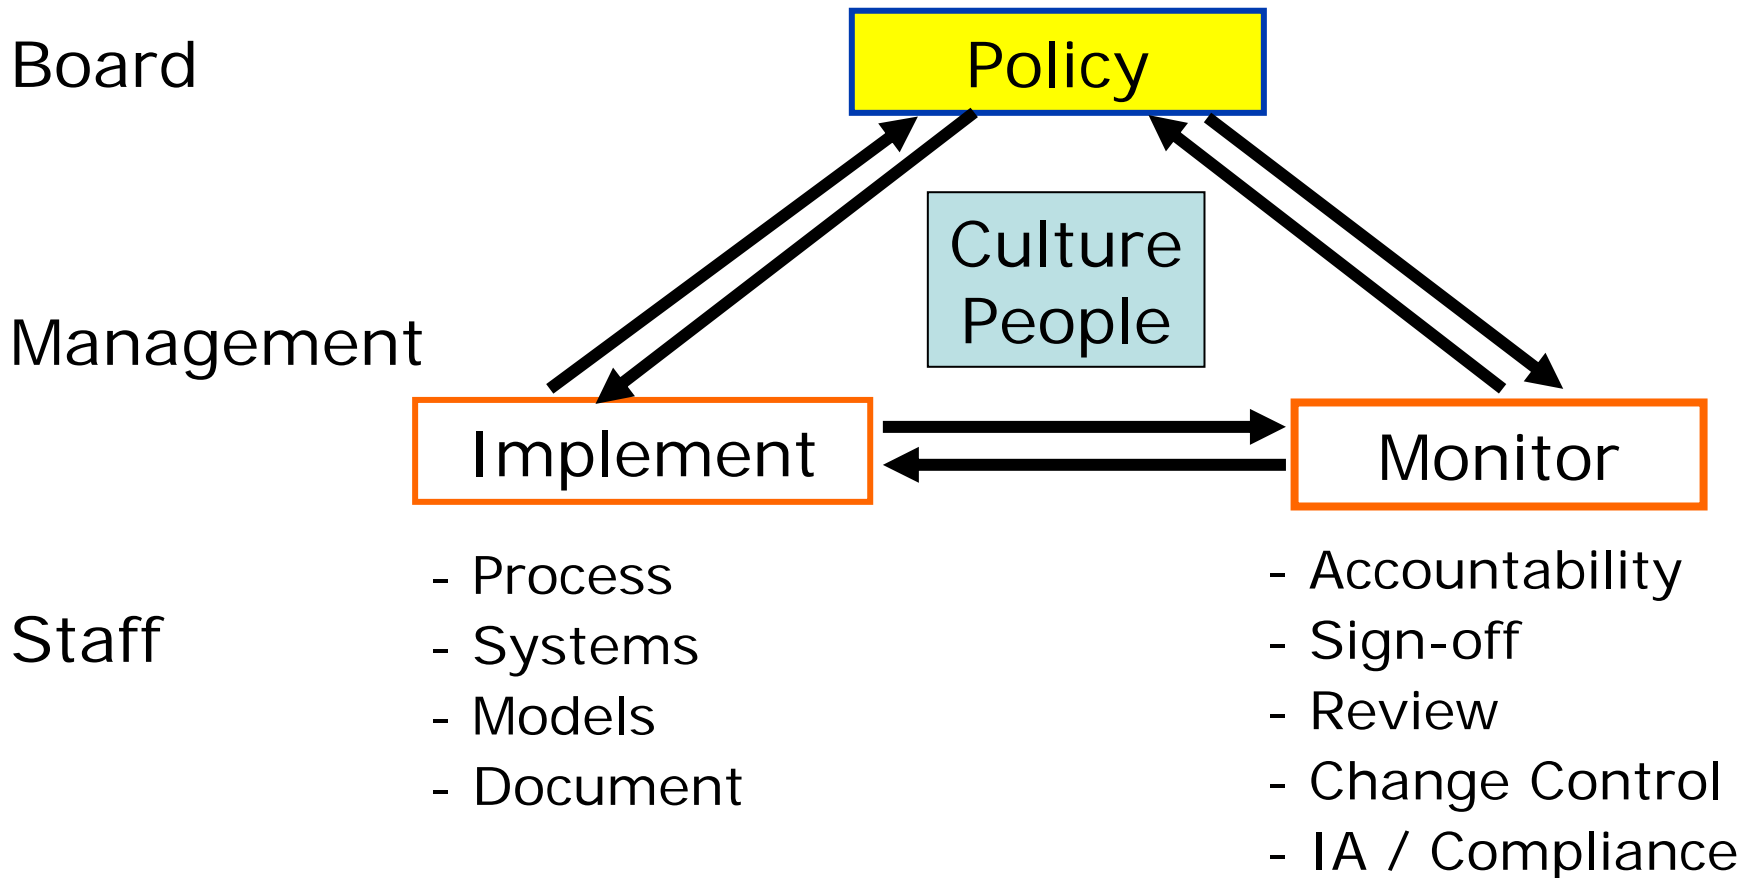 Board
Policy
Culture
People
Management
Implement
Monitor
Staff
- Process
- Systems
- Models
- Document
- Accountability
- Sign-off
- Review
- Change Control
- IA / Compliance